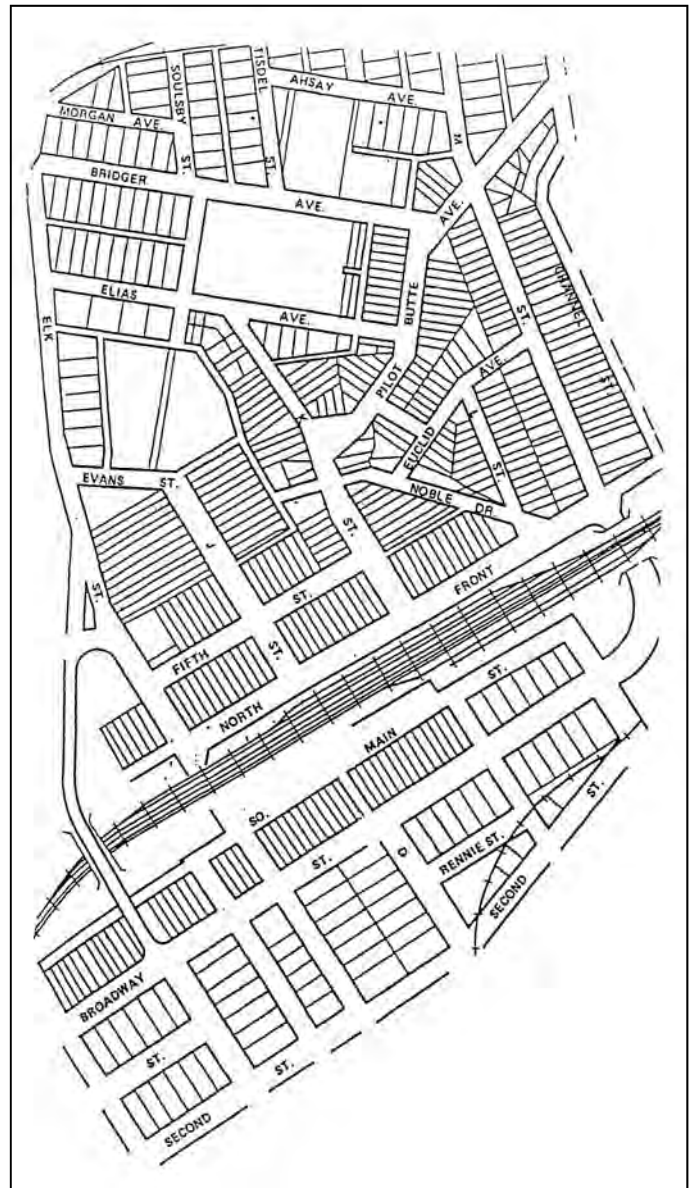 SOULSBY
ST.
TISDEL
ST.
AHSAY
AVE.
MORGAN
AVE.
BRIDGER
AVE.
M
ST.
ELIAS
AVE.
ELK
ST.
BUTTE
AVE.
PILOT
CHANNEL
ST.
EUCLID
AVE.
L
ST.
K
ST.
NOBLE
DR.
EVANS
ST.
J
ST.
FIFTH
ST.
NORTH
FRONT
SO.
MAIN
ST.
BROADWAY
ST.
ST.
RENNIE ST.
SECOND
ST.
SECOND
ST.